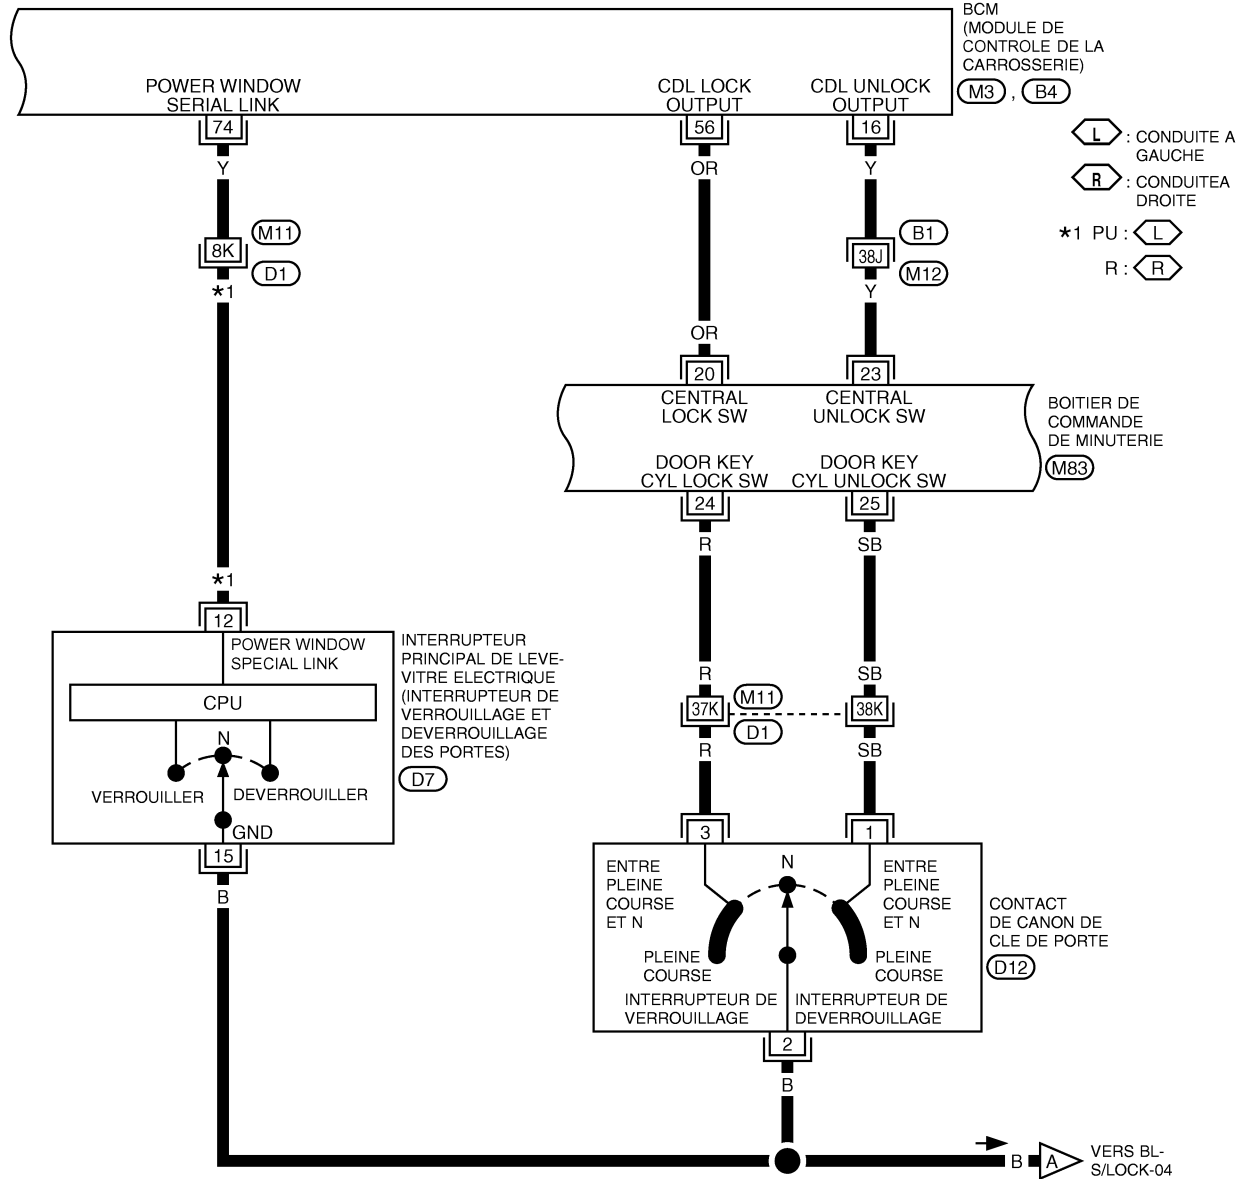 BCM
(MODULE DE
CONTROLE DE LA
CARROSSERIE)
M3 , B4
POWER WINDOW
SERIAL LINK
CDL LOCK
OUTPUT
CDL UNLOCK
OUTPUT
74
56
16
Y
OR
Y
L : CONDUITE A
GAUCHE
R : CONDUITEA
DROITE
*1 PU : L
R : R
M11
8K
D1
*1
B1
38J
M12
Y
OR
20
23
CENTRAL
LOCK SW
CENTRAL
UNLOCK SW
BOITIER DE
COMMANDE
DE MINUTERIE
M83
DOOR KEY
CYL LOCK SW
DOOR KEY
CYL UNLOCK SW
24
25
R
SB
*1
12
POWER WINDOW
SPECIAL LINK
CPU
N
VERROUILLER
DEVERROUILLER
GND
15
B
INTERRUPTEUR
PRINCIPAL DE LEVE-
VITRE ELECTRIQUE
(INTERRUPTEUR DE
VERROUILLAGE ET
DEVERROUILLAGE
DES PORTES)
D7
R
SB
37K
M11
D1
38K
R
SB
3
1
ENTRE
PLEINE
COURSE
ET N
N
ENTRE
PLEINE
COURSE
ET N
PLEINE
COURSE
PLEINE
COURSE
INTERRUPTEUR DE
VERROUILLAGE
INTERRUPTEUR DE
DEVERROUILLAGE
CONTACT
DE CANON DE
CLE DE PORTE
D12
2
B
B
A
VERS BL-
S/LOCK-04